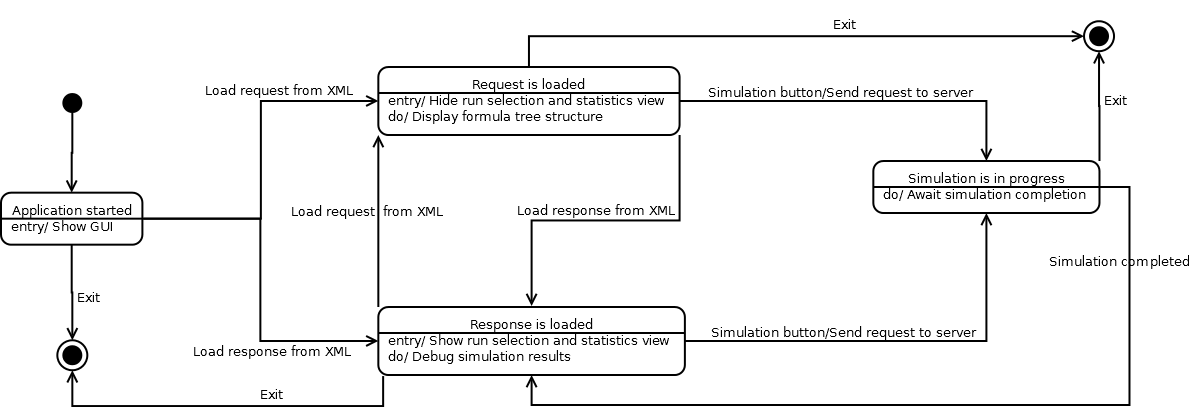 Exit
Request is loaded
entry/ Hide run selection and statistics view
do/ Display formula tree structure
Load request from XML
Simulation button/Send request to server
Exit
Simulation is in progress
do/ Await simulation completion
Application started
entry/ Show GUI
Load request from XML
Load response from XML
Simulation completed
Exit
Response is loaded
entry/ Show run selection and statistics view
do/ Debug simulation results
Simulation button/Send request to server
Load response from XML
Exit